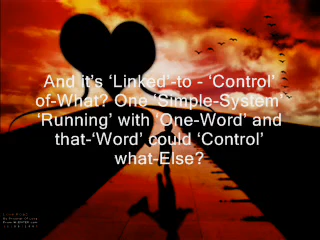 And it's 'Linked'-to - 'Control'
of-What? One 'Simple-System'
'Running' with 'One-Word' and
that-'Word' could 'Control'
what-Else?